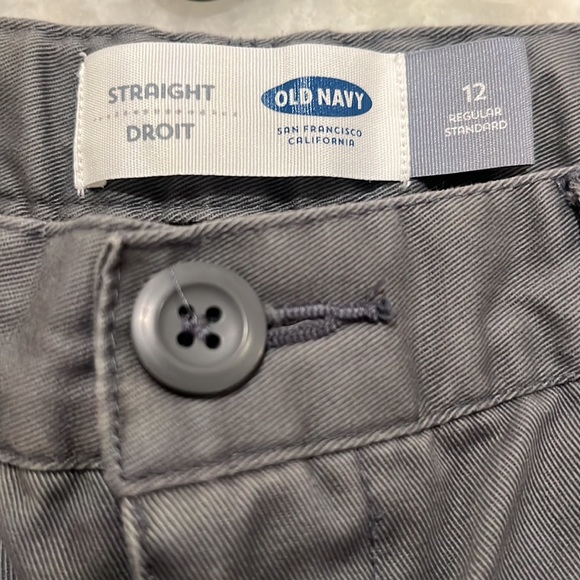 STRAIGHT
DROIT
OLD NAVY
SAN FRANCISCO
CALIFORNIA
12
REGULAR
STANDARD